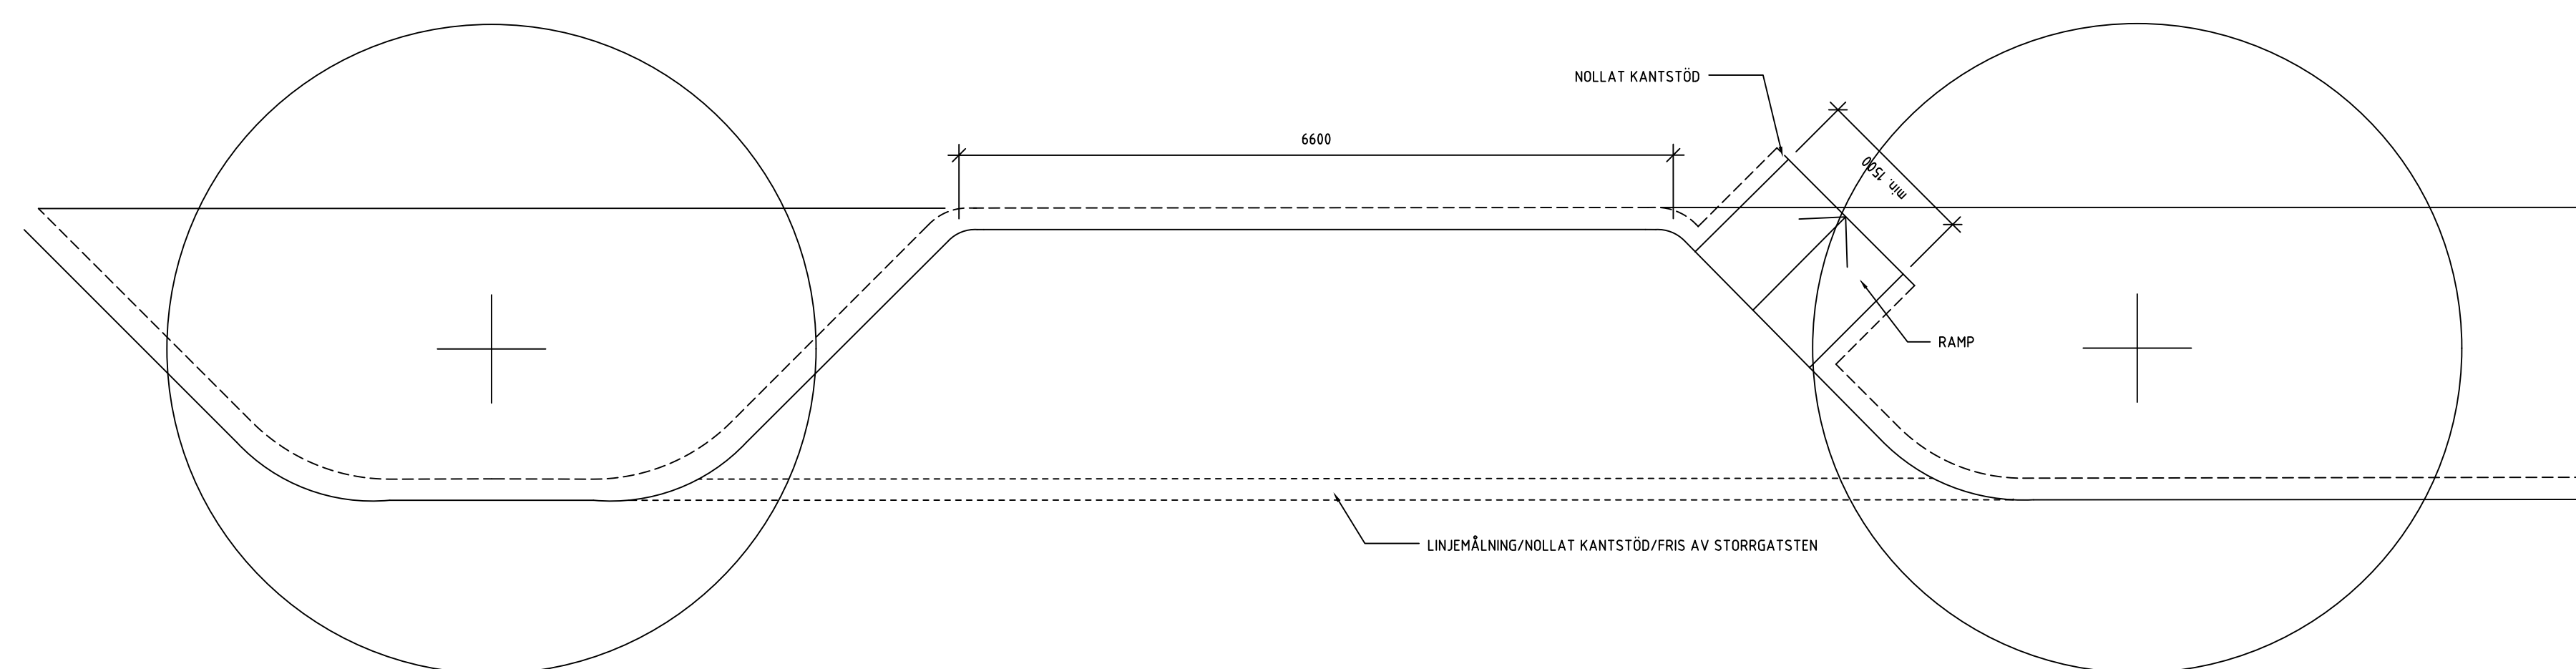 NOLLAT KANTSTÖD
6600
min. 1500
RAMP
LINJEMÅLNING/NOLLAT KANTSTÖD/FRIS AV STORRGATSTEN